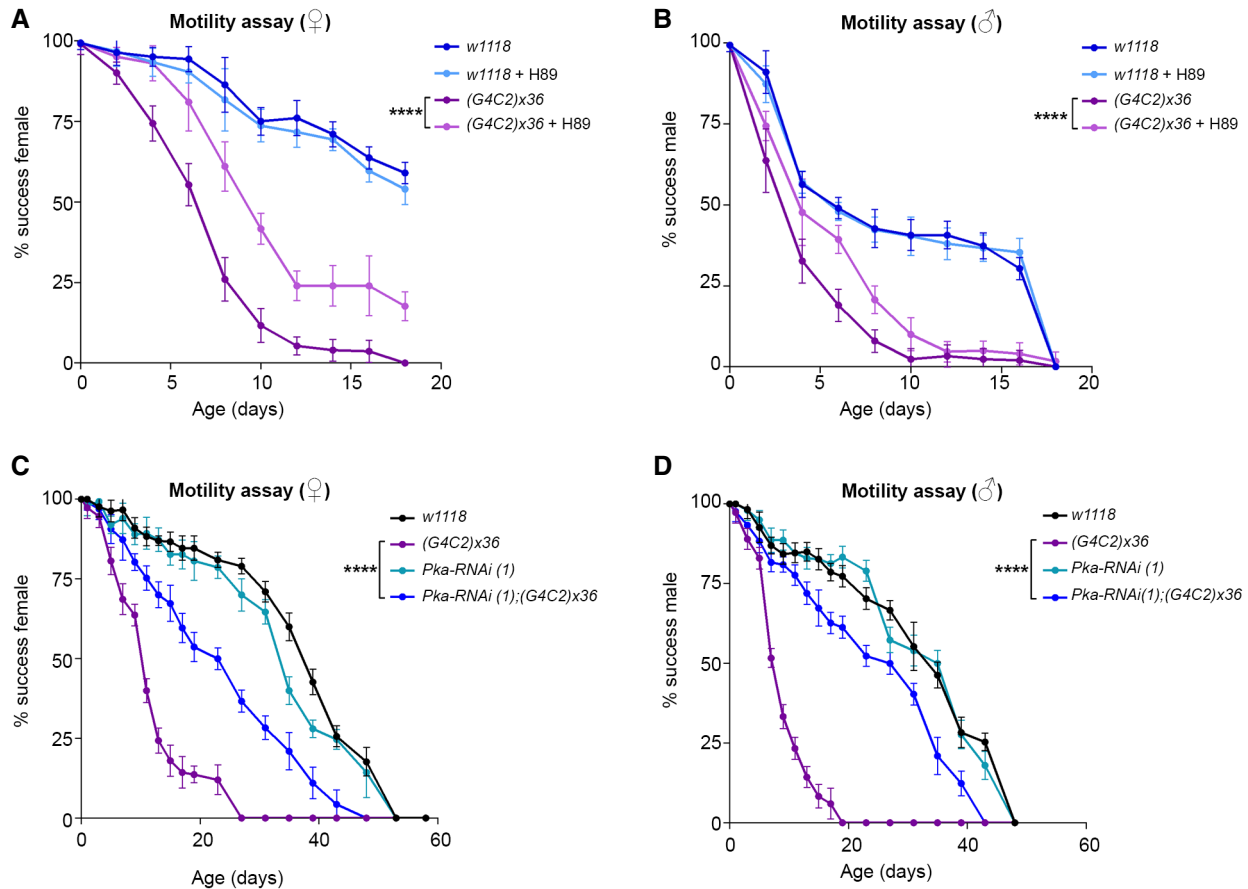 A
Motility assay (♀)
% success female
100
75
50
25
0
0
5
10
15
20
Age (days)
w1118
w1118 + H89
(G4C2)x36
(G4C2)x36 + H89
****
B
Motility assay (♂)
% success male
100
75
50
25
0
0
5
10
15
20
Age (days)
w1118
w1118 + H89
(G4C2)x36
(G4C2)x36 + H89
****
C
Motility assay (♀)
% success female
100
75
50
25
0
0
20
40
60
Age (days)
w1118
(G4C2)x36
Pka-RNAi (1)
Pka-RNAi (1);(G4C2)x36
****
D
Motility assay (♂)
% success male
100
75
50
25
0
0
20
40
60
Age (days)
w1118
(G4C2)x36
Pka-RNAi (1)
Pka-RNAi(1);(G4C2)x36
****